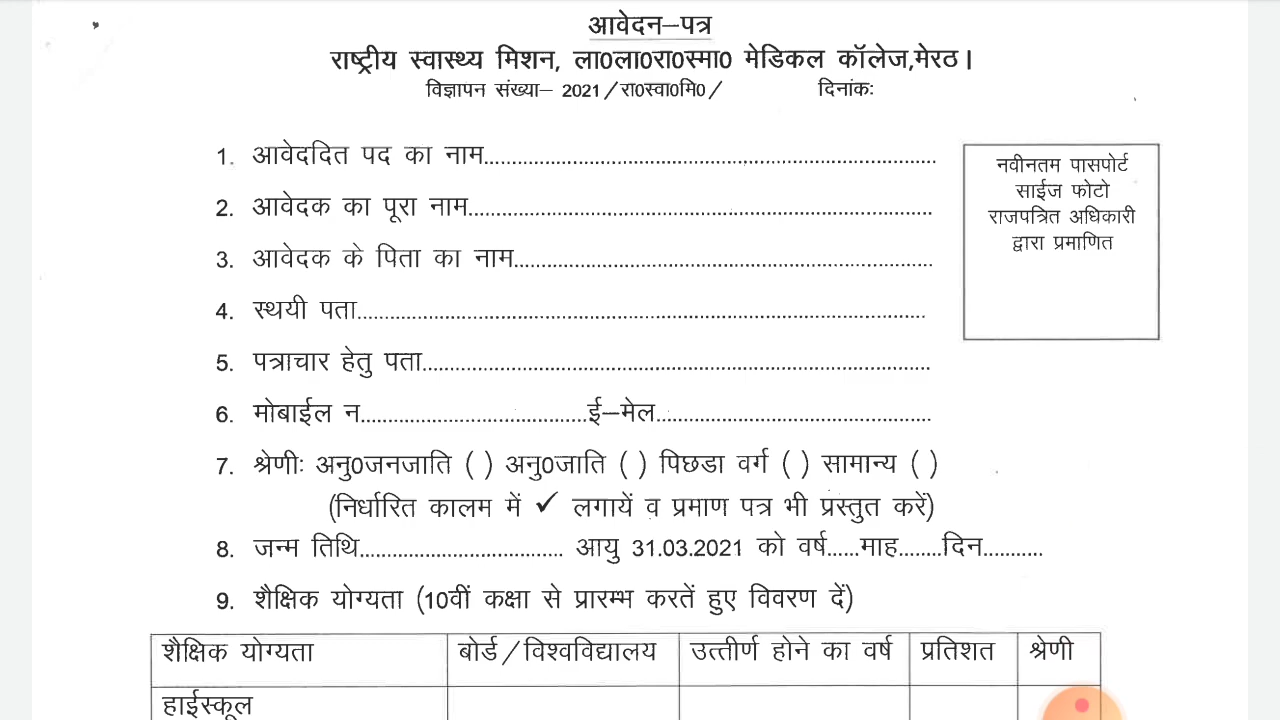 आवेदन–पत्र
राष्ट्रीय स्वास्थ्य मिशन, ला0ला0रा0स्मा0 मेडिकल कॉलेज,मेरठ।
विज्ञापन संख्या– 2021/रा0स्वा0मि0/ दिनांकः
1. आवेददित पद का नाम....................................................................................
नवीनतम पासपोर्ट
साईज फोटो
राजपत्रित अधिकारी
द्वारा प्रमाणित
2. आवेदक का पूरा नाम....................................................................................
3. आवेदक के पिता का नाम............................................................................
4. स्थयी पता....................................................................................................
5. पत्राचार हेतु पता.........................................................................................
6. मोबाईल न........................................ई–मेल.................................................
7. श्रेणीः अनु0जनजाति ( ) अनु0जाति ( ) पिछडा वर्ग ( ) सामान्य ( )
(निर्धारित कालम में ✓ लगायें व प्रमाण पत्र भी प्रस्तुत करें)
8. जन्म तिथि.................................... आयु 31.03.2021 को वर्ष......माह........दिन...........
9. शैक्षिक योग्यता (10वीं कक्षा से प्रारम्भ करतें हुए विवरण दें)
शैक्षिक योग्यता बोर्ड/विश्वविद्यालय उत्तीर्ण होने का वर्ष प्रतिशत श्रेणी
हाईस्कूल